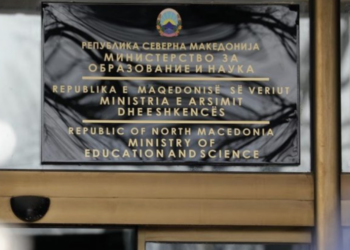 РЕПУБЛИКА СЕВЕРНА МАКЕДОНИЈА
МИНИСТЕРСТВО ЗА
ОБРАЗОВАНИЕ И НАУКА
REPUBLIKA E MAQEDONISË SË VERIUT
MINISTRIA E ARSIMIT
DHE ESHKENCËS
REPUBLIC OF NORTH MACEDONIA
MINISTRY OF
EDUCATION AND SCIENCE